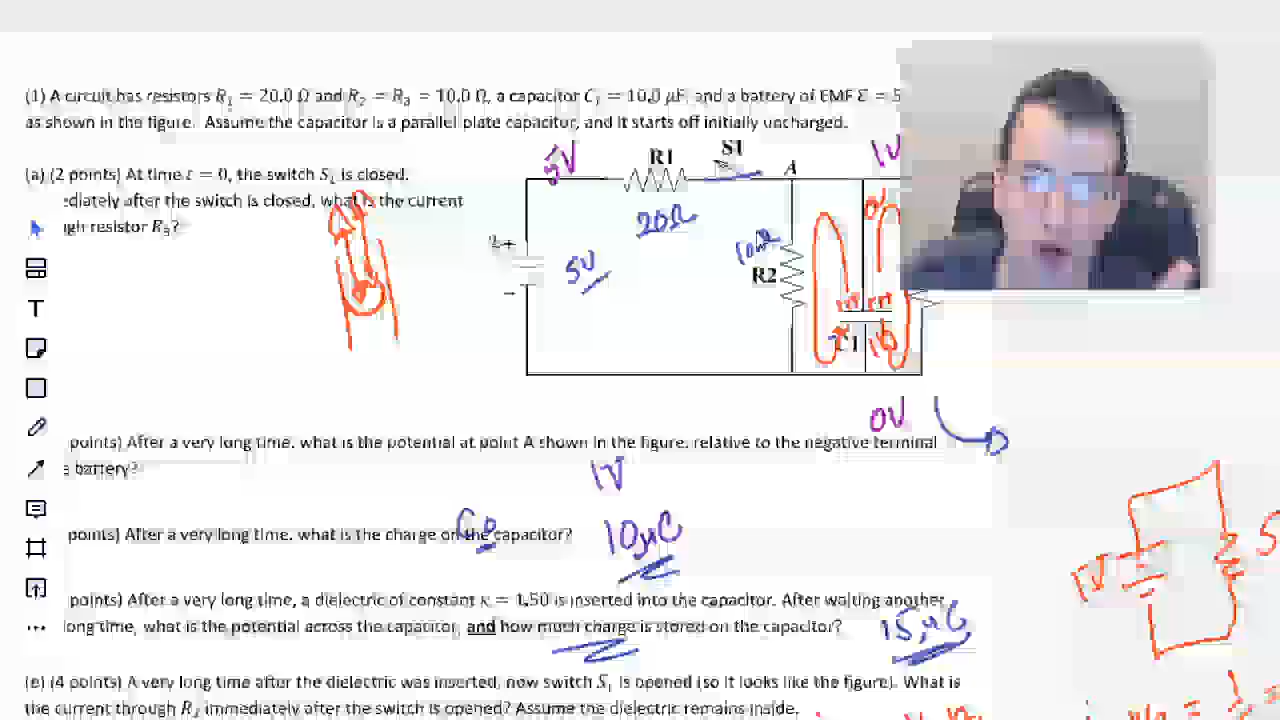 (1) A circuit has resistors R₁ = 20.0 Ω and R₂ = R₃ = 10.0 Ω, a capacitor C₁ = 10.0 μF, and a battery of EMF ℰ = 5
as shown in the figure. Assume the capacitor is a parallel plate capacitor, and it starts off initially uncharged.
(a) (2 points) At time t = 0, the switch S₁ is closed.
diately after the switch is closed, what is the current
gh resistor R₃?
5V
R1
S1
A
1V
20Ω
10Ω
R2
+
5V
−
C1
0V
points) After a very long time, what is the potential at point A shown in the figure, relative to the negative terminal
battery?
1V
points) After a very long time, what is the charge on the capacitor?
10μC
points) After a very long time, a dielectric of constant κ = 1.50 is inserted into the capacitor. After waiting another
long time, what is the potential across the capacitor, and how much charge is stored on the capacitor?
15μC
1V
(e) (4 points) A very long time after the dielectric was inserted, now switch S₁ is opened (so it looks like the figure). What is
the current through R₂ immediately after the switch is opened? Assume the dielectric remains inside.